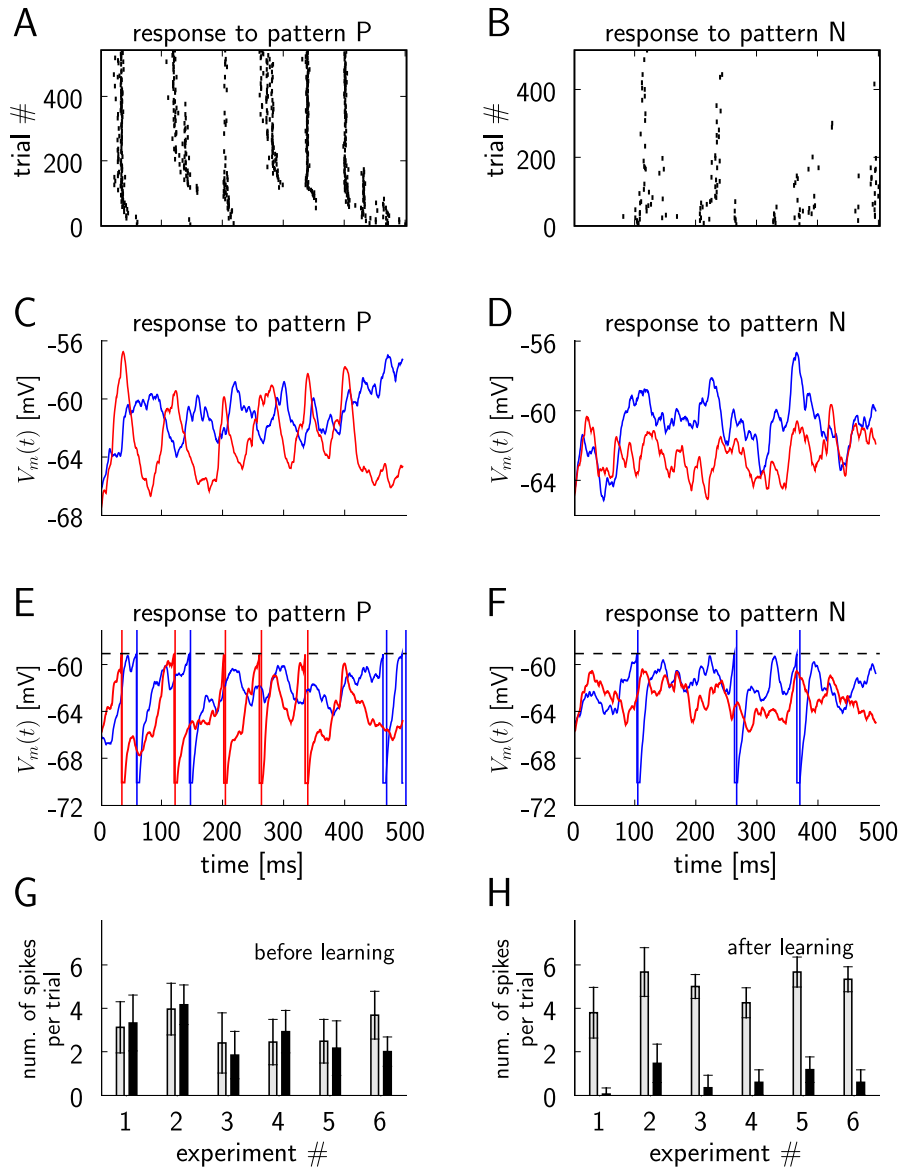 A
response to pattern P
trial #
400
200
0
B
response to pattern N
400
200
0
C
response to pattern P
V_m(t) [mV]
-56
-60
-64
-68
D
response to pattern N
V_m(t) [mV]
-56
-60
-64
E
response to pattern P
V_m(t) [mV]
-60
-64
-68
-72
0 100 200 300 400 500
time [ms]
F
response to pattern N
V_m(t) [mV]
-60
-64
-68
-72
0 100 200 300 400 500
time [ms]
G
before learning
num. of spikes
per trial
6
4
2
0
1 2 3 4 5 6
experiment #
H
after learning
num. of spikes
per trial
6
4
2
0
1 2 3 4 5 6
experiment #